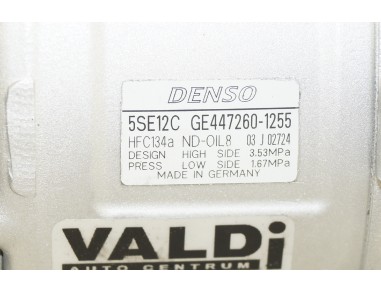 DENSO
5SE12C GE447260-1255
HFC134a ND-OIL8 03 J 02724
DESIGN HIGH SIDE 3.53MPa
PRESS LOW SIDE 1.67MPa
MADE IN GERMANY
VALDi
AUTO CENTRUM